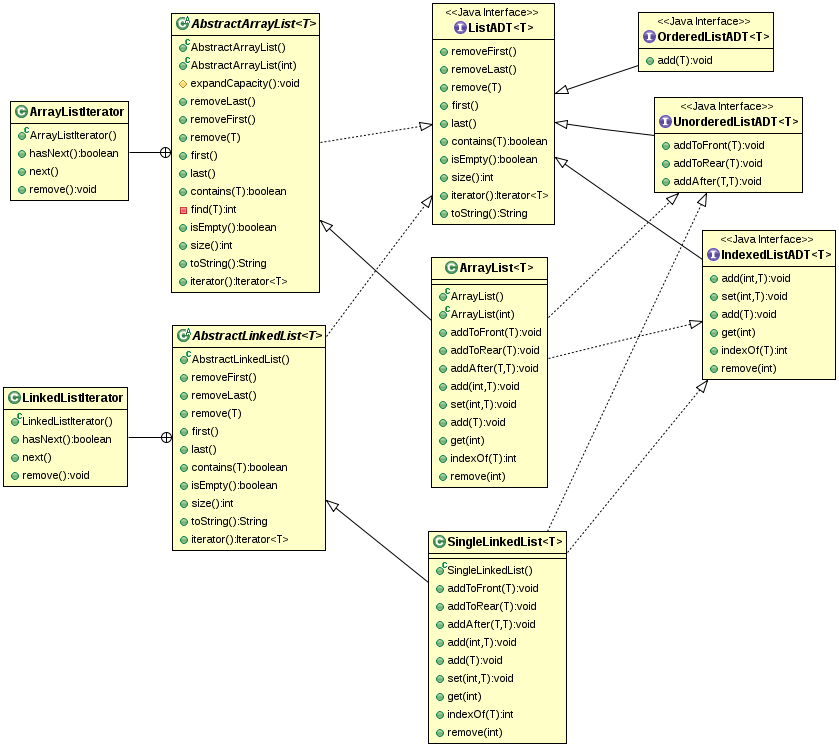 AbstractArrayList<T>
AbstractArrayList()
AbstractArrayList(int)
expandCapacity():void
removeLast()
removeFirst()
remove(T)
first()
last()
contains(T):boolean
find(T):int
isEmpty():boolean
size():int
toString():String
iterator():Iterator<T>
<<Java Interface>>
ListADT<T>
removeFirst()
removeLast()
remove(T)
first()
last()
contains(T):boolean
isEmpty():boolean
size():int
iterator():Iterator<T>
toString():String
<<Java Interface>>
OrderedListADT<T>
add(T):void
ArrayListIterator
ArrayListIterator()
hasNext():boolean
next()
remove():void
<<Java Interface>>
UnorderedListADT<T>
addToFront(T):void
addToRear(T):void
addAfter(T,T):void
<<Java Interface>>
IndexedListADT<T>
add(int,T):void
set(int,T):void
add(T):void
get(int)
indexOf(T):int
remove(int)
ArrayList<T>
ArrayList()
ArrayList(int)
addToFront(T):void
addToRear(T):void
addAfter(T,T):void
add(int,T):void
set(int,T):void
add(T):void
get(int)
indexOf(T):int
remove(int)
AbstractLinkedList<T>
AbstractLinkedList()
removeFirst()
removeLast()
remove(T)
first()
last()
contains(T):boolean
isEmpty():boolean
size():int
toString():String
iterator():Iterator<T>
LinkedListIterator
LinkedListIterator()
hasNext():boolean
next()
remove():void
SingleLinkedList<T>
SingleLinkedList()
addToFront(T):void
addToRear(T):void
addAfter(T,T):void
add(int,T):void
add(T):void
set(int,T):void
get(int)
indexOf(T):int
remove(int)